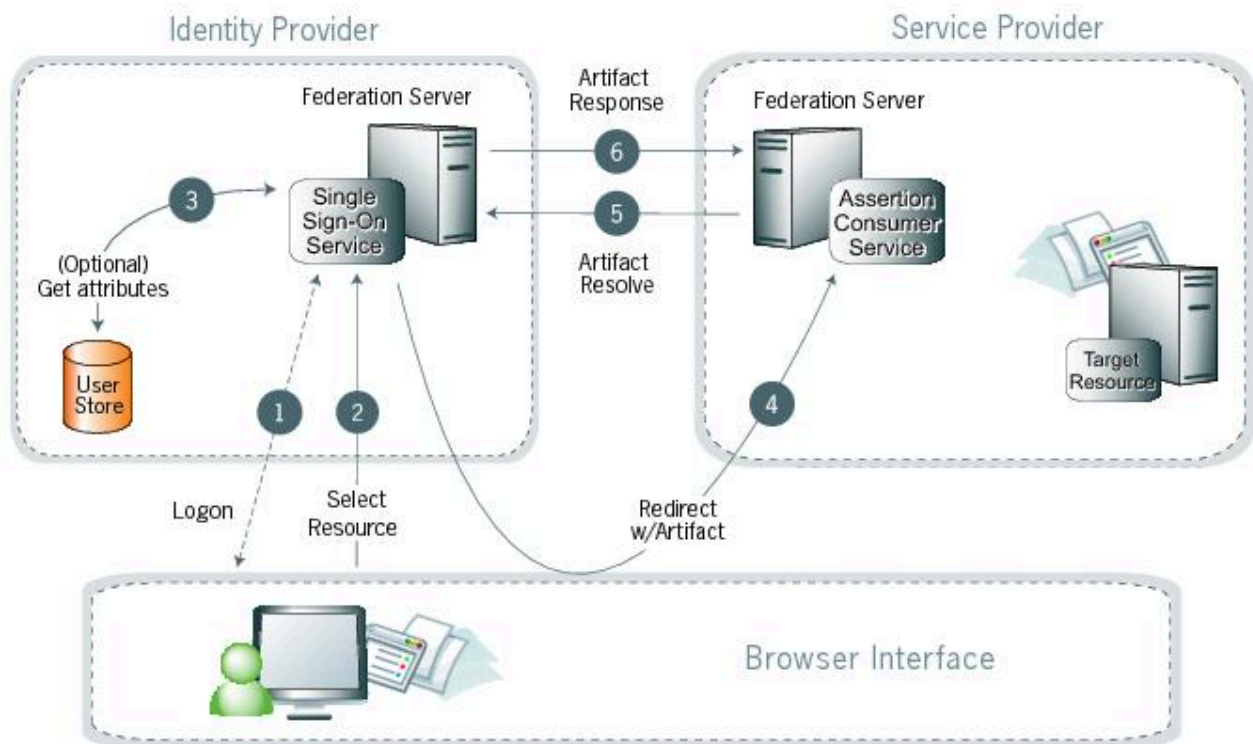 Identity Provider
Service Provider
Federation Server
Artifact
Response
Federation Server
6
3
Single
Sign-On
Service
5
Assertion
Consumer
Service
Artifact
Resolve
(Optional)
Get attributes
User
Store
Target
Resource
1
2
4
Logon
Select
Resource
Redirect
w/Artifact
Browser Interface